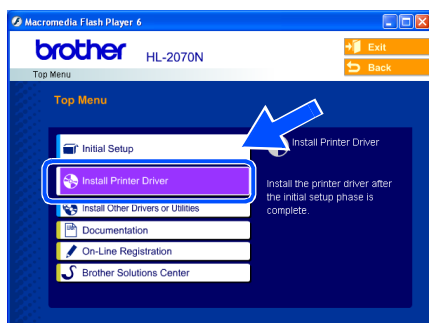 Macromedia Flash Player 6
brother HL-2070N
Exit
Back
Top Menu
Top Menu
Initial Setup
Install Printer Driver
Install Other Drivers or Utilities
Documentation
On-Line Registration
Brother Solutions Center
Install Printer Driver
Install the printer driver after
the initial setup phase is
complete.